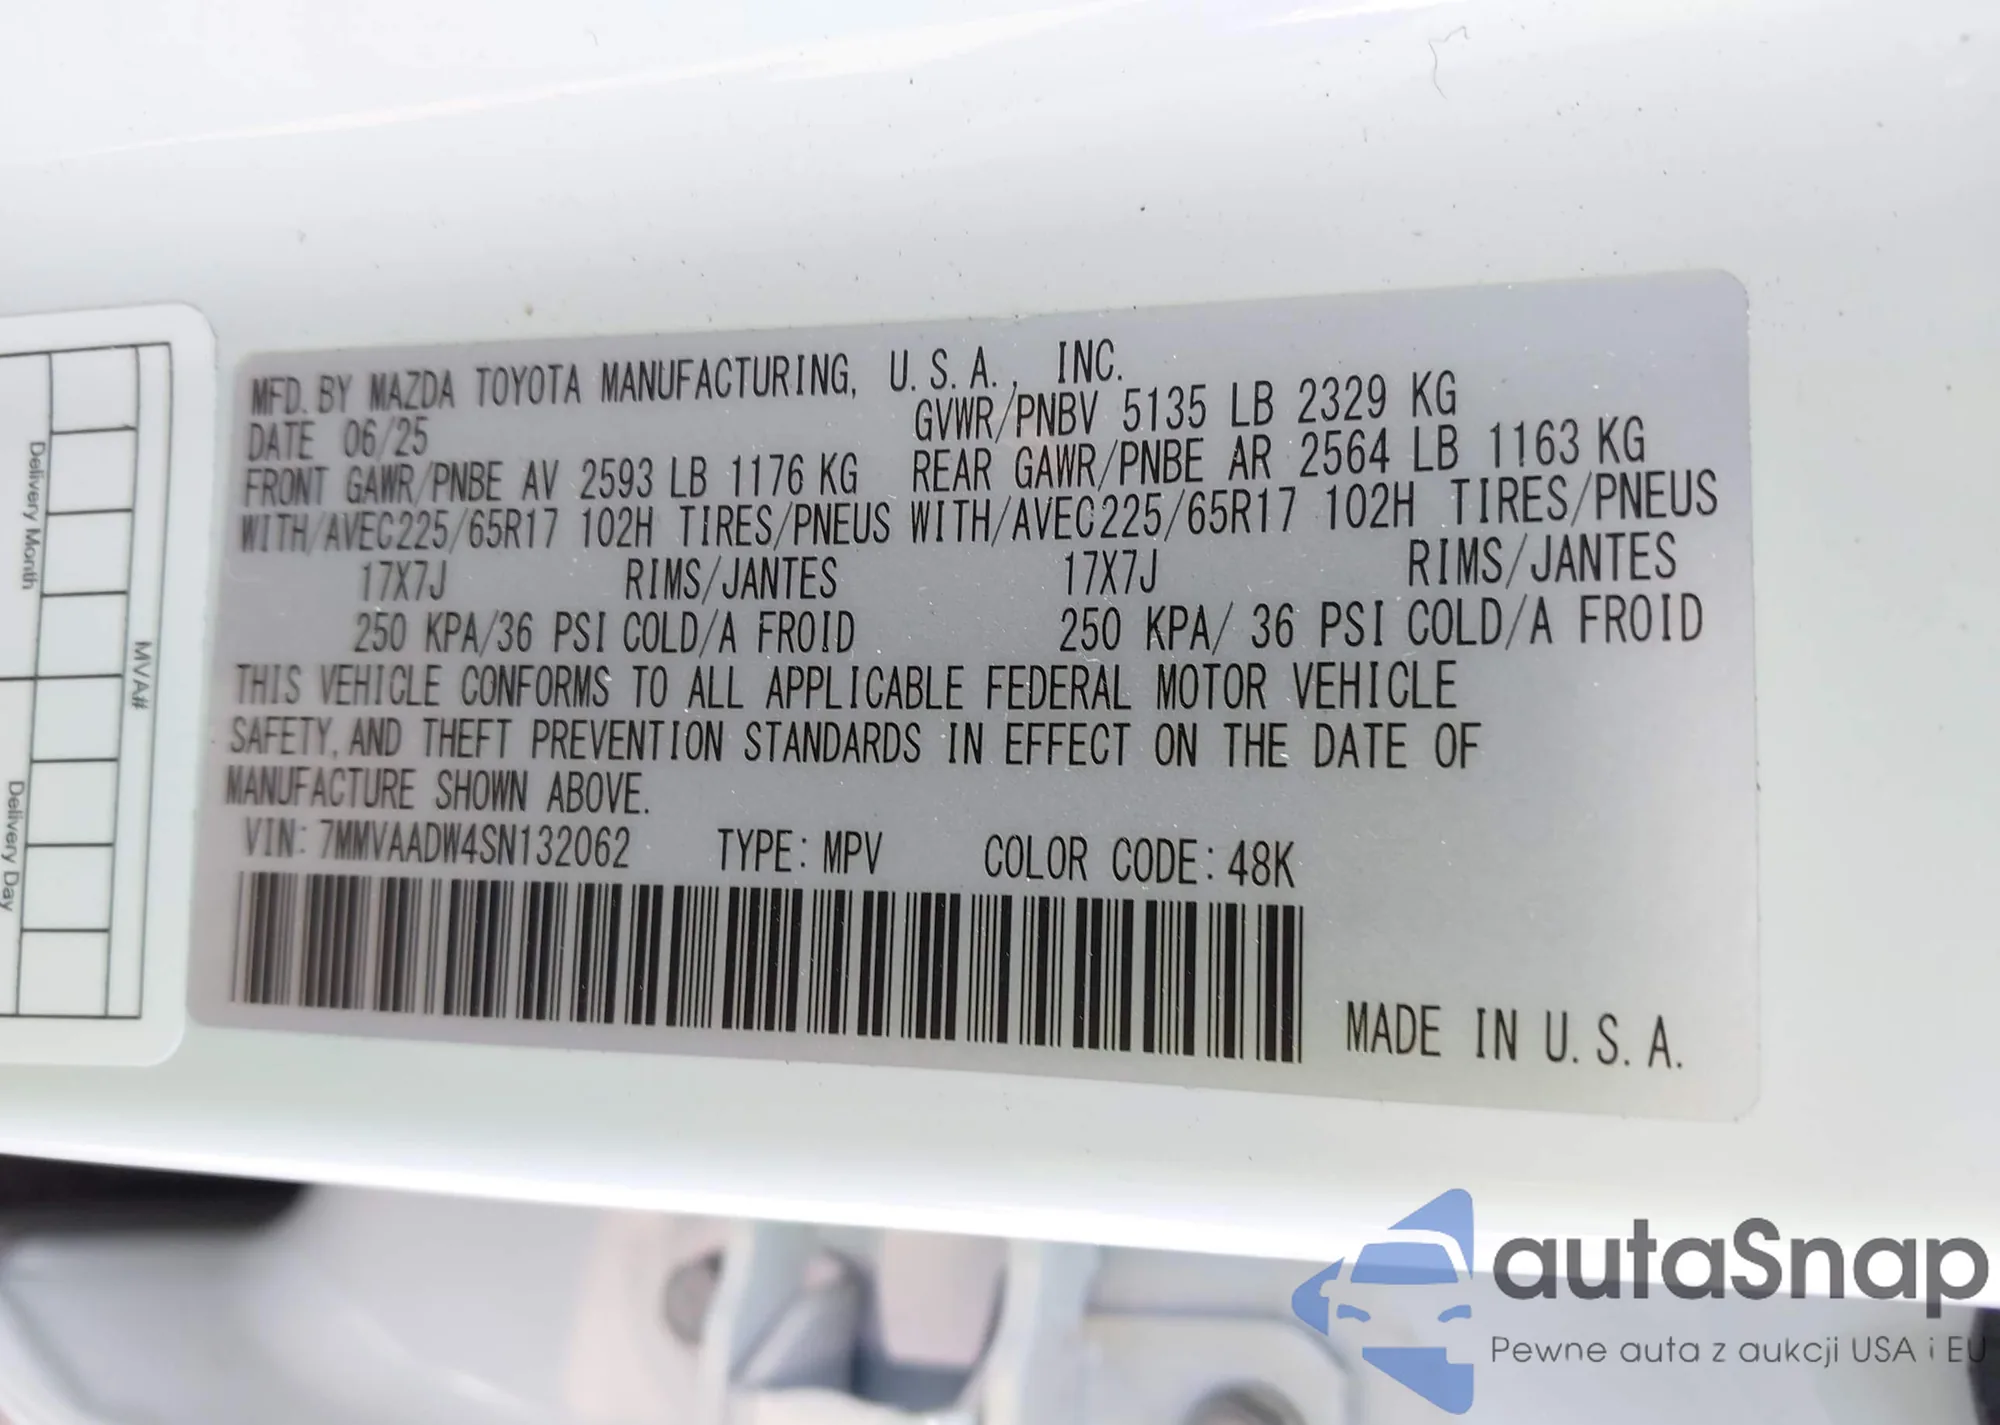 MFD. BY MAZDA TOYOTA MANUFACTURING, U.S.A., INC.
DATE 06/25 GVWR/PNBV 5135 LB 2329 KG
FRONT GAWR/PNBE AV 2593 LB 1176 KG REAR GAWR/PNBE AR 2564 LB 1163 KG
WITH/AVEC225/65R17 102H TIRES/PNEUS WITH/AVEC225/65R17 102H TIRES/PNEUS
17X7J RIMS/JANTES 17X7J RIMS/JANTES
250 KPA/36 PSI COLD/A FROID 250 KPA/ 36 PSI COLD/A FROID
THIS VEHICLE CONFORMS TO ALL APPLICABLE FEDERAL MOTOR VEHICLE
SAFETY, AND THEFT PREVENTION STANDARDS IN EFFECT ON THE DATE OF
MANUFACTURE SHOWN ABOVE.
VIN: 7MMVAADW4SN132062 TYPE: MPV COLOR CODE: 48K
MADE IN U.S.A.
Delivery Month
MVA#
Delivery Day
autaSnap
Pewne auta z aukcji USA i EU